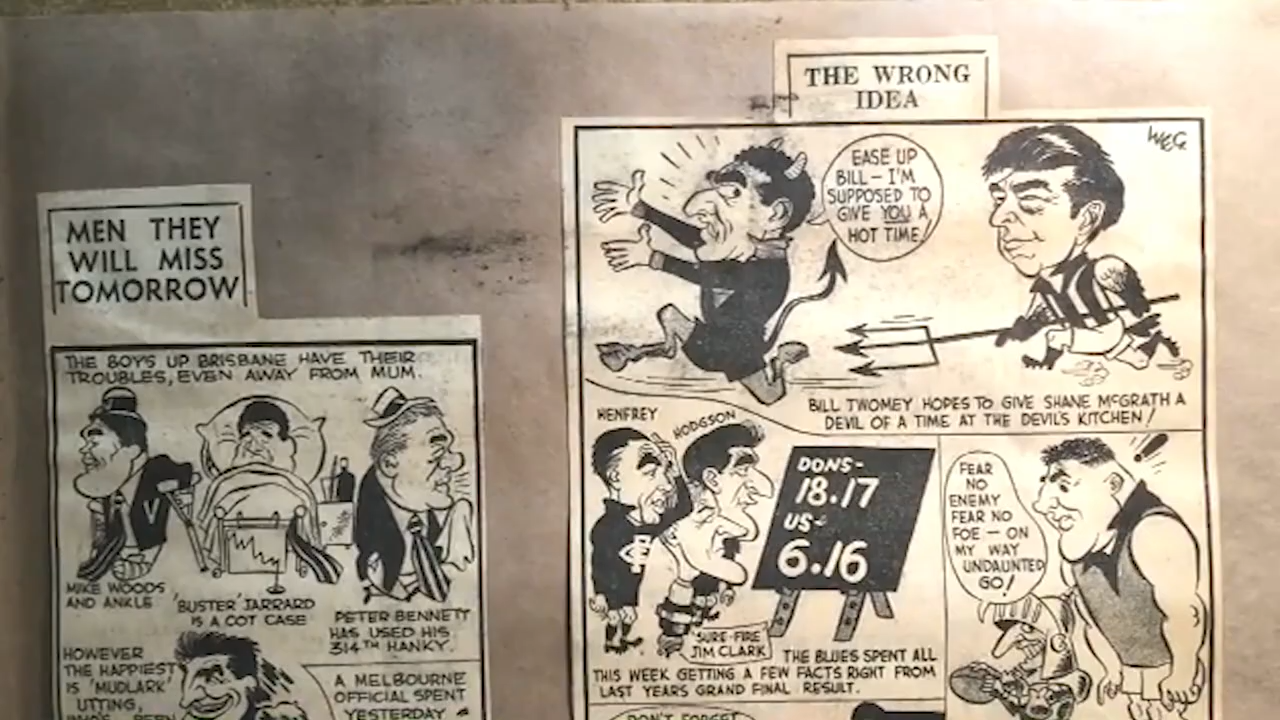 THE WRONG
IDEA
WEG
MEN THEY
WILL MISS
TOMORROW
THE BOYS UP BRISBANE HAVE THEIR
TROUBLES, EVEN AWAY FROM MUM.
V
MIKE WOODS
AND ANKLE
'BUSTER' JARRARD
IS A COT CASE
PETER BENNETT
HAS USED HIS
314TH HANKY.
HOWEVER
THE HAPPIEST
IS 'MUDLARK'
UTTING,
BEEN
A MELBOURNE
OFFICIAL SPENT
YESTERDAY
EASE UP
BILL - I'M
SUPPOSED TO
GIVE YOU A
HOT TIME.
BILL TWOMEY HOPES TO GIVE SHANE McGRATH A
DEVIL OF A TIME AT THE DEVIL'S KITCHEN!
HENFREY
HODGSON
DONS-
18.17
US-
6.16
'SURE-FIRE'
JIM CLARK
THE BLUES SPENT ALL
THIS WEEK GETTING A FEW FACTS RIGHT FROM
LAST YEARS GRAND FINAL RESULT.
FEAR
NO
ENEMY
FEAR NO
FOE - ON
MY WAY
UNDAUNTED
GO!
DON'T FORGET